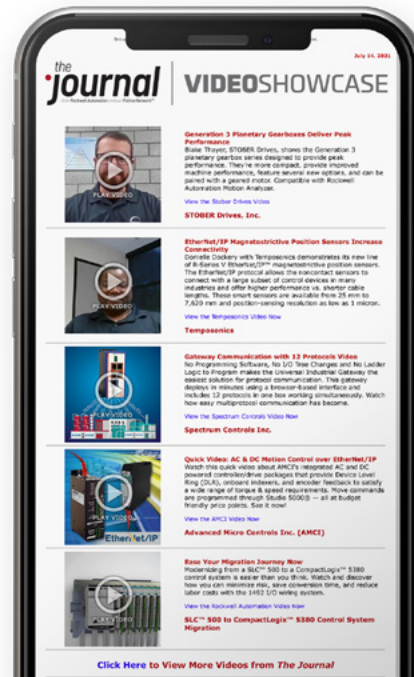 July 14, 2021
the
journal
from Rockwell Automation and our PartnerNetwork™
VIDEOSHOWCASE
PLAY VIDEO
Generation 3 Planetary Gearboxes Deliver Peak
Performance
Blake Thayer, STOBER Drives, shows the Generation 3
planetary gearbox series designed to provide peak
performance. They're more compact, provide improved
machine performance, feature several new options, and can be
paired with a geared motor. Compatible with Rockwell
Automation Motion Analyzer.
View the Stober Drives Video
STOBER Drives, Inc.
PLAY VIDEO
EtherNet/IP Magnetostrictive Position Sensors Increase
Connectivity
Donielle Dockery with Temposonics demonstrates its new line
of R-Series V EtherNet/IP™ magnetostrictive position sensors.
The EtherNet/IP protocol allows the noncontact sensors to
connect with a large subset of control devices in many
industries and offer higher performance vs. shorter cable
lengths. These smart sensors are available from 25 mm to
7,620 mm and position-sensing resolution as low as 1 micron.
View the Temposonics Video Now
Temposonics
PLAY VIDEO
Gateway Communication with 12 Protocols Video
No Programming Software, No I/O Tree Changes and No Ladder
Logic to Program makes the Universal Industrial Gateway the
easiest solution for protocol communication. This gateway
deploys in minutes using a browser-based interface and
includes 12 protocols in one box working simultaneously. Watch
how easy multiprotocol communication has become.
View the Spectrum Controls Video Now
Spectrum Controls Inc.
PLAY VIDEO
EtherNet/IP
Quick Video: AC & DC Motion Control over EtherNet/IP
Watch this quick video about AMCI's integrated AC and DC
powered controller/drive packages that provide Device Level
Ring (DLR), onboard indexers, and encoder feedback to satisfy
a wide range of torque & speed requirements. Move commands
are programmed through Studio 5000® — all at budget
friendly price points. See it now!
View the AMCI Video Now
Advanced Micro Controls Inc. (AMCI)
PLAY VIDEO
Ease Your Migration Journey Now
Modernizing from a SLC™ 500 to a CompactLogix™ 5380
control system is easier than you think. Watch and discover
how you can minimize risk, save conversion time, and reduce
labor costs with the 1492 I/O wiring system.
View the Rockwell Automation Video Now
SLC™ 500 to CompactLogix™ 5380 Control System
Migration
Click Here to View More Videos from The Journal